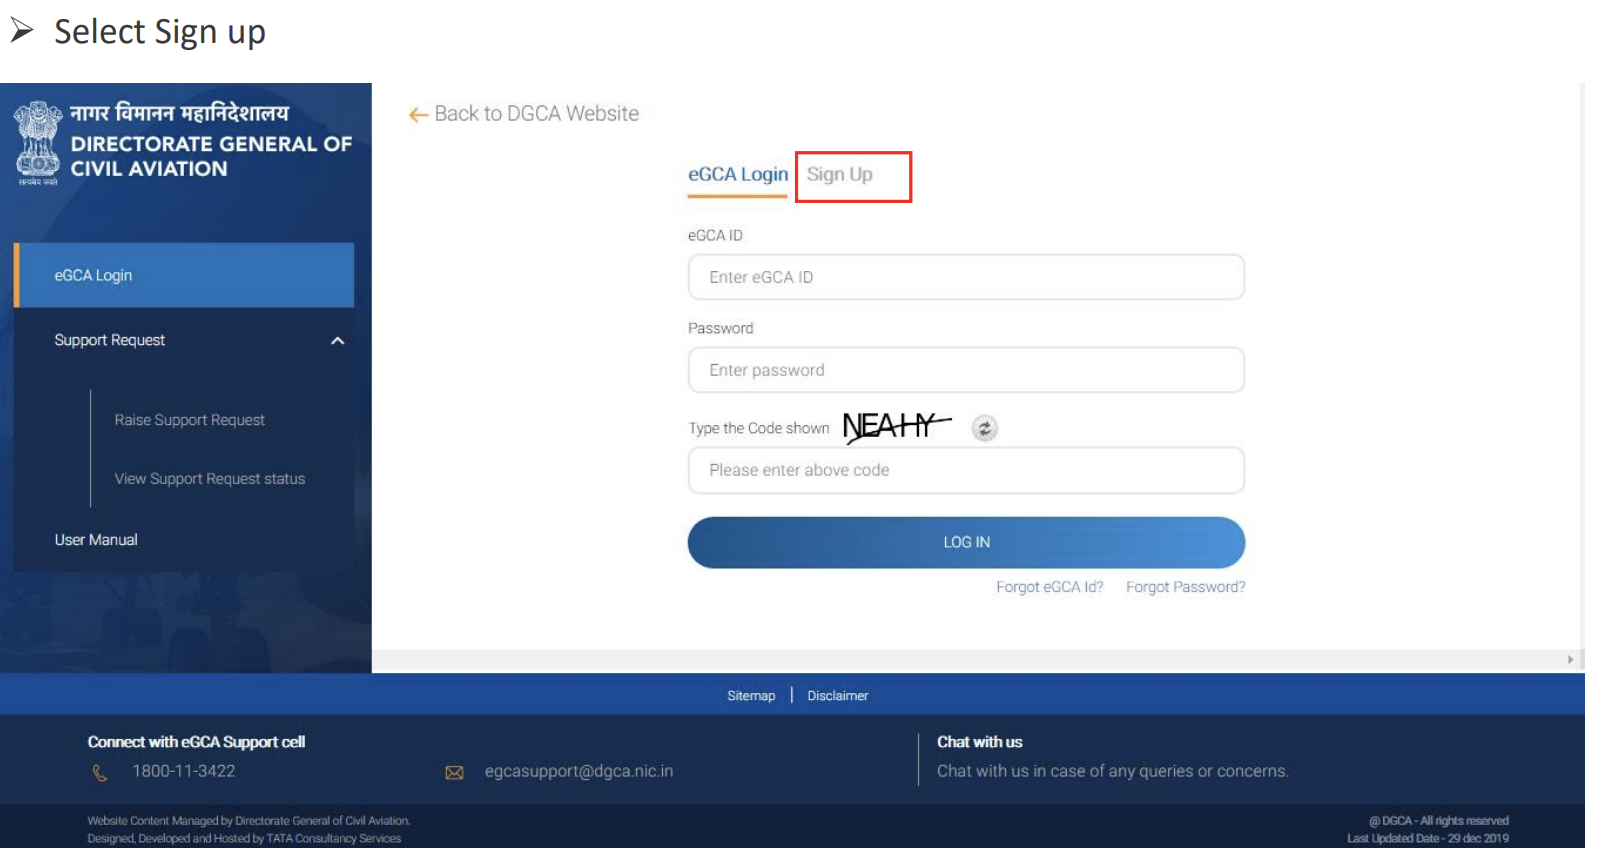 ➢ Select Sign up
नागर विमानन महानिदेशालय
DIRECTORATE GENERAL OF
CIVIL AVIATION
सत्यमेव जयते
← Back to DGCA Website
eGCA Login Sign Up
eGCA ID
Enter eGCA ID
Password
Enter password
Type the Code shown NEAHY
Please enter above code
LOG IN
Forgot eGCA Id? Forgot Password?
eGCA Login
Support Request
Raise Support Request
View Support Request status
User Manual
Sitemap | Disclaimer
Connect with eGCA Support cell
1800-11-3422
egcasupport@dgca.nic.in
Chat with us
Chat with us in case of any queries or concerns.
Website Content Managed by Directorate General of Civil Aviation.
Designed, Developed and Hosted by TATA Consultancy Services
@ DGCA - All rights reserved
Last Updated Date - 29 dec 2019